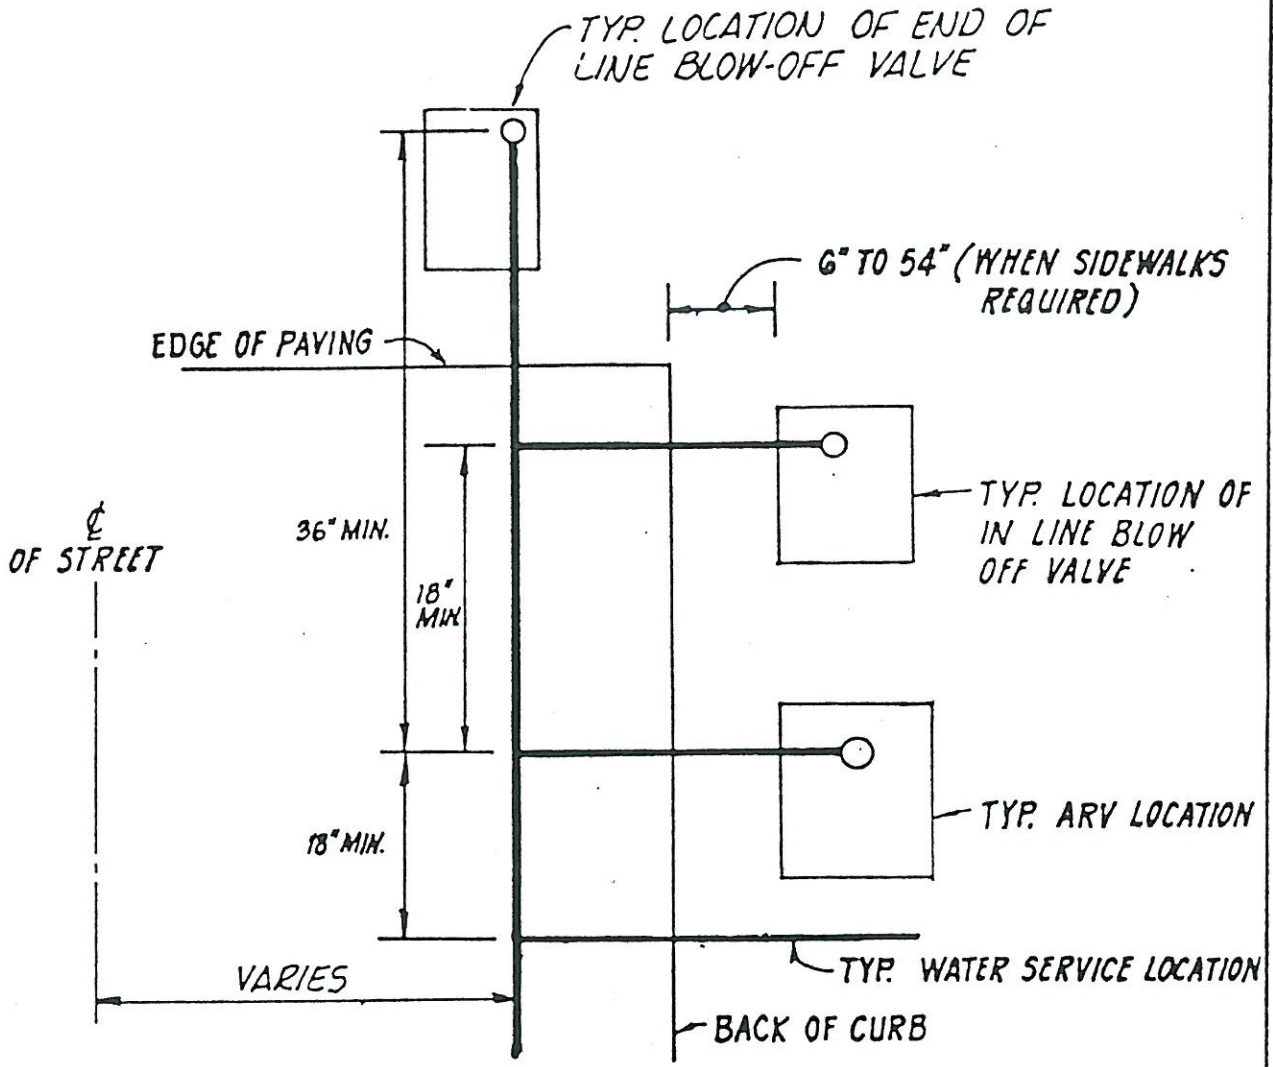 TYP. LOCATION OF END OF
LINE BLOW-OFF VALVE
6" TO 54" (WHEN SIDEWALKS
REQUIRED)
EDGE OF PAVING
TYP. LOCATION OF
IN LINE BLOW
OFF VALVE
℄
OF STREET
36" MIN.
18"
MIN
TYP. ARV LOCATION
18" MIN.
TYP. WATER SERVICE LOCATION
VARIES
BACK OF CURB